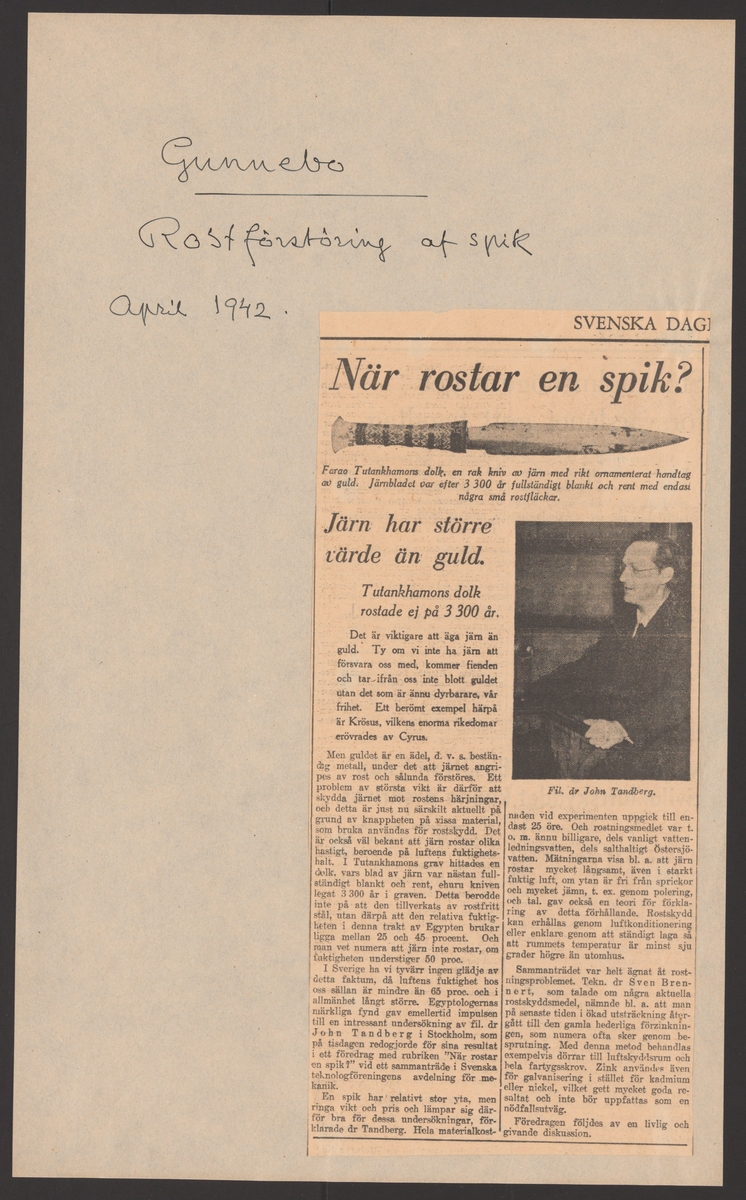 Gunnebo
Rostförstöring af spik
April 1942.
SVENSKA DAGI
När rostar en spik?
Farao Tutankhamons dolk, en rak kniv av järn med rikt ornamenterat handtag
av guld. Järnbladet var efter 3 300 år fullständigt blankt och rent med endast
några små rostfläckar.
Järn har större
värde än guld.
Tutankhamons dolk
rostade ej på 3 300 år.
Det är viktigare att äga järn än
guld. Ty om vi inte ha järn att
försvara oss med, kommer fienden
och tar ifrån oss inte blott guldet
utan det som är ännu dyrbarare, vår
frihet. Ett berömt exempel härpå
är Krösus, vilkens enorma rikedomar
erövrades av Cyrus.
Men guldet är en ädel, d. v. s. bestän-
dig metall, under det att järnet angri-
pes av rost och sålunda förstöres. Ett
problem av största vikt är därför att
skydda järnet mot rostens härjningar,
och detta är just nu särskilt aktuellt på
grund av knappheten på vissa material,
som bruka användas för rostskydd. Det
är också väl bekant att järn rostar olika
hastigt, beroende på luftens fuktighets-
halt. I Tutankhamons grav hittades en
dolk, vars blad av järn var nästan full-
ständigt blankt och rent, ehuru kniven
legat 3 300 år i graven. Detta berodde
inte på att den tillverkats av rostfritt
stål, utan därpå att den relativa fuktig-
heten i denna trakt av Egypten brukar
ligga mellan 25 och 45 procent. Och
man vet numera att järn inte rostar, om
fuktigheten understiger 50 proc.
I Sverige ha vi tyvärr ingen glädje av
detta faktum, då luftens fuktighet hos
oss sällan är mindre än 65 proc. och i
allmänhet långt större. Egyptologernas
märkliga fynd gav emellertid impulsen
till en intressant undersökning av fil. dr
John Tandberg i Stockholm, som
på tisdagen redogjorde för sina resultat
i ett föredrag med rubriken "När rostar
en spik?" vid ett sammanträde i Svenska
teknologföreningens avdelning för me-
kanik.
En spik har relativt stor yta, men
ringa vikt och pris och lämpar sig där-
för bra för dessa undersökningar, för-
klarade dr Tandberg. Hela materialkost-
Fil. dr John Tandberg.
naden vid experimenten uppgick till en-
dast 25 öre. Och rostningsmedlet var t.
o. m. ännu billigare, dels vanligt vatten-
ledningsvatten, dels salthaltigt Östersjö-
vatten. Mätningarna visa bl. a. att järn
rostar mycket långsamt, även i starkt
fuktig luft, om ytan är fri från sprickor
och mycket jämn, t. ex. genom polering,
och tal. gav också en teori för förkla-
ring av detta förhållande. Rostskydd
kan erhållas genom luftkonditionering
eller enklare genom att ständigt laga så
att rummets temperatur är minst sju
grader högre än utomhus.
Sammanträdet var helt ägnat åt rost-
ningsproblemet. Tekn. dr Sven Bren-
nert, som talade om några aktuella
rostskyddsmedel, nämnde bl. a. att man
på senaste tiden i ökad utsträckning åter-
gått till den gamla hederliga förzinknin-
gen, som numera ofta sker genom be-
sprutning. Med denna metod behandlas
exempelvis dörrar till luftskyddsrum och
hela fartygsskrov. Zink användes även
för galvanisering i stället för kadmium
eller nickel, vilket gett mycket goda re-
sultat och inte bör uppfattas som en
nödfallsutväg.
Föredragen följdes av en livlig och
givande diskussion.